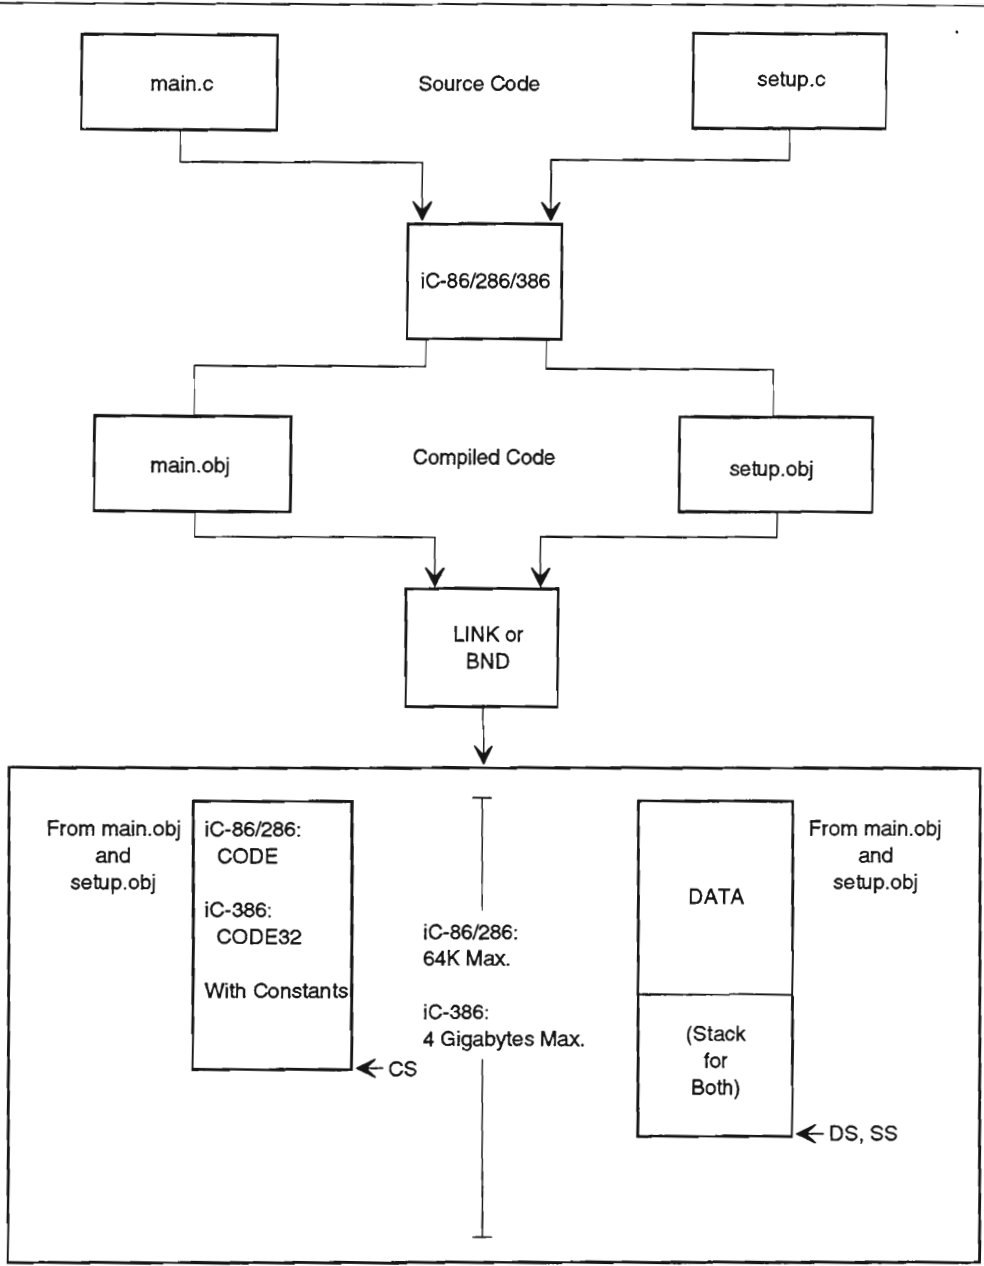 main.c
Source Code
setup.c
iC-86/286/386
main.obj
Compiled Code
setup.obj
LINK or
BND
From main.obj
and
setup.obj
iC-86/286:
CODE
iC-386:
CODE32
With Constants
CS
iC-86/286:
64K Max.
iC-386:
4 Gigabytes Max.
DATA
(Stack
for
Both)
DS, SS
From main.obj
and
setup.obj